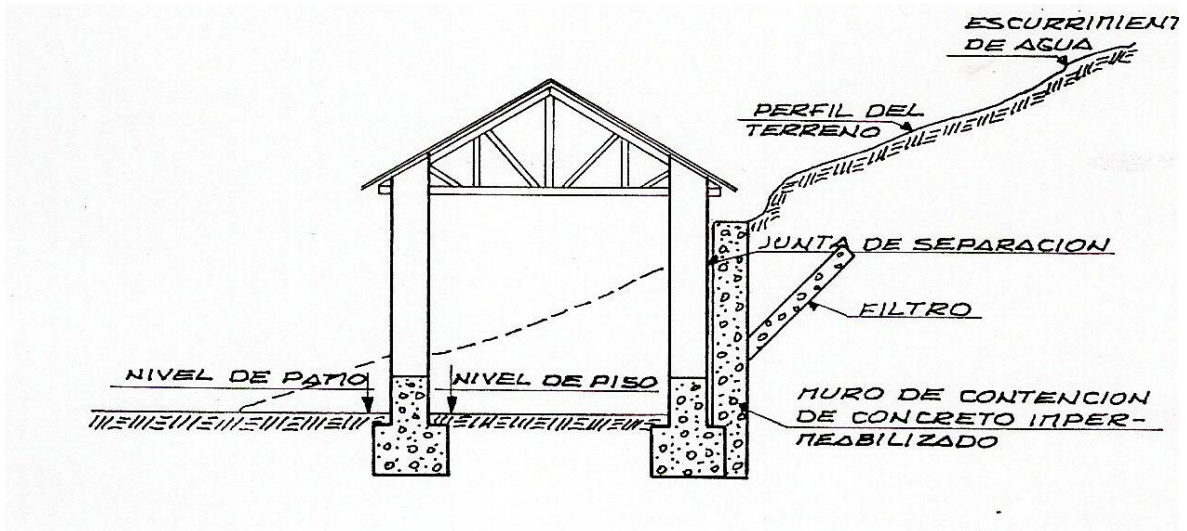 ESCURRIMIENT
DE AGUA
PERFIL DEL
TERRENO
JUNTA DE SEPARACION
FILTRO
NIVEL DE PATIO
NIVEL DE PISO
MURO DE CONTENCION
DE CONCRETO IMPER-
MEABILIZADO